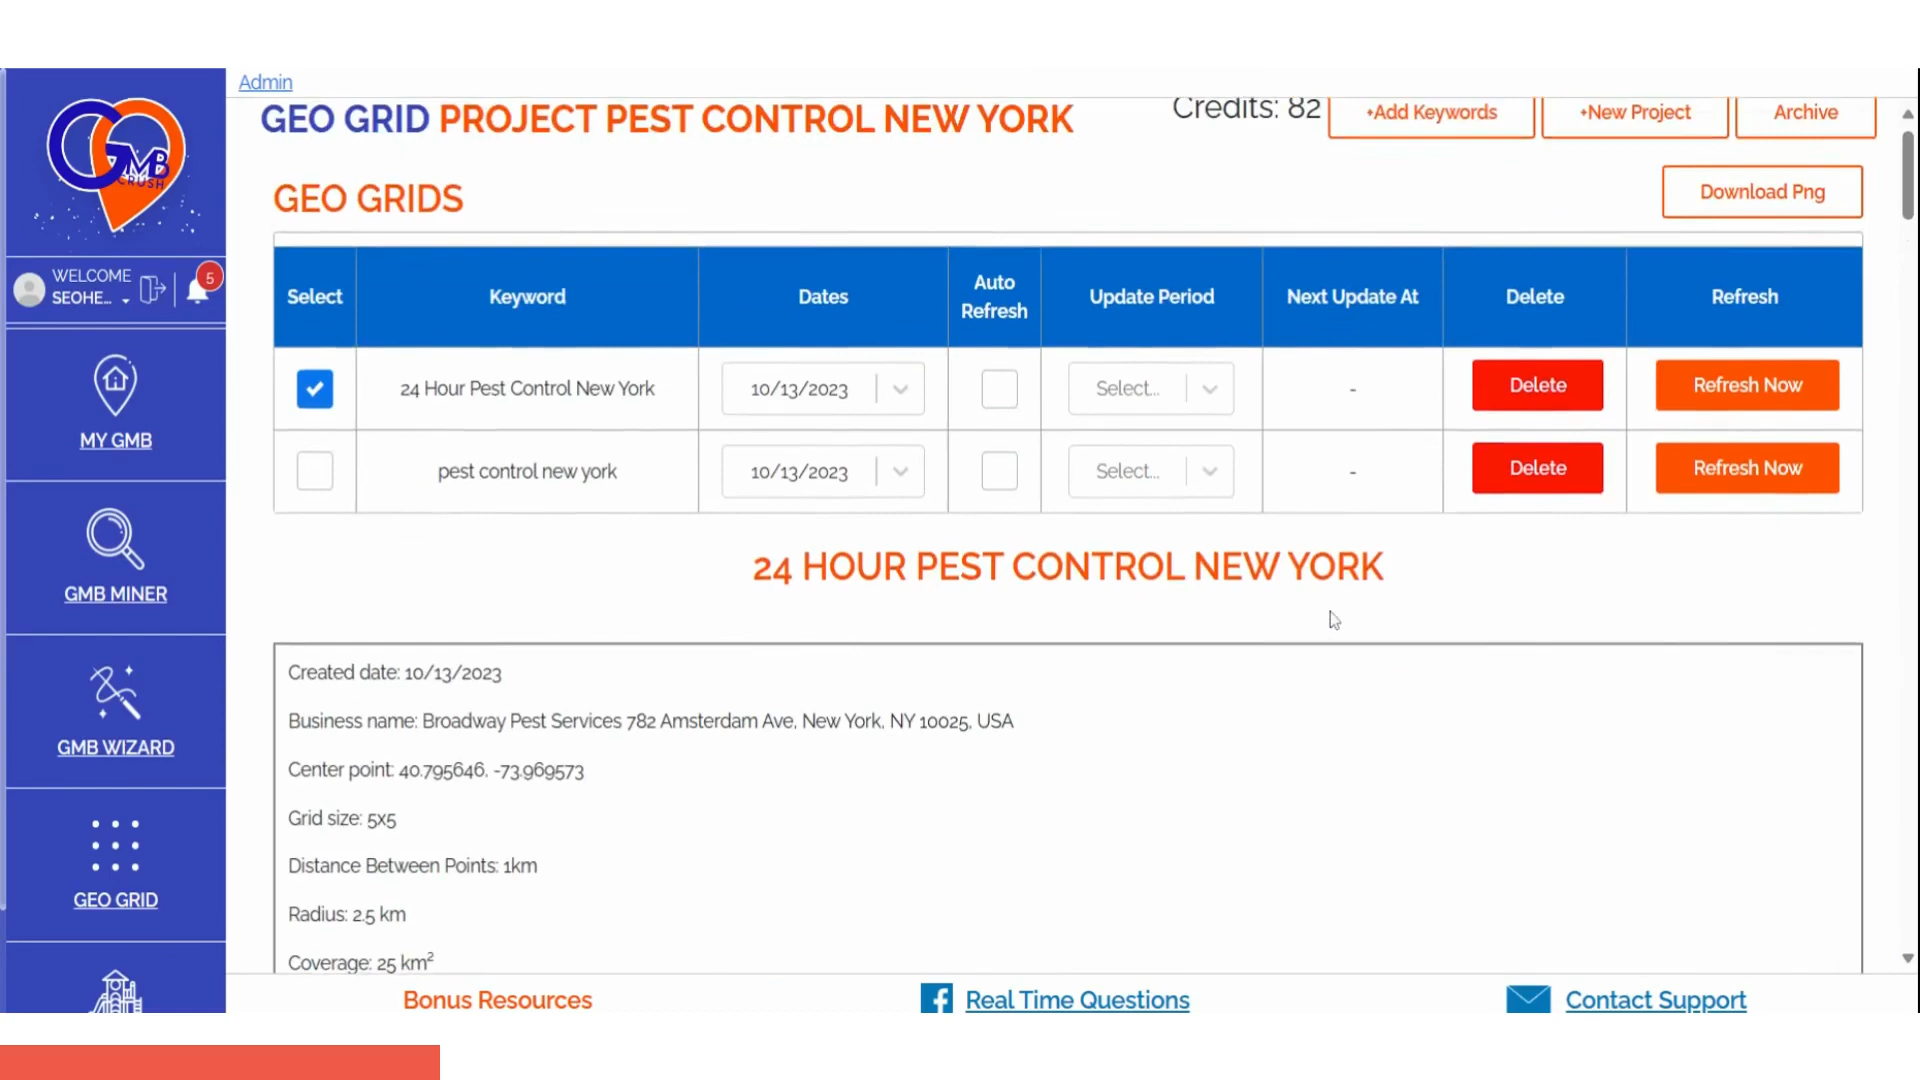 Admin
GEO GRID PROJECT PEST CONTROL NEW YORK
Credits: 82
+Add Keywords
+New Project
Archive
GMB
CRUSH
GEO GRIDS
Download Png
WELCOME
SEOHE...
5
Select Keyword Dates Auto Refresh Update Period Next Update At Delete Refresh
24 Hour Pest Control New York 10/13/2023 Select... - Delete Refresh Now
pest control new york 10/13/2023 Select... - Delete Refresh Now
MY GMB
GMB MINER
GMB WIZARD
GEO GRID
24 HOUR PEST CONTROL NEW YORK
Created date: 10/13/2023
Business name: Broadway Pest Services 782 Amsterdam Ave, New York, NY 10025, USA
Center point: 40.795646, -73.969573
Grid size: 5x5
Distance Between Points: 1km
Radius: 2.5 km
Coverage: 25 km²
Bonus Resources
Real Time Questions
Contact Support